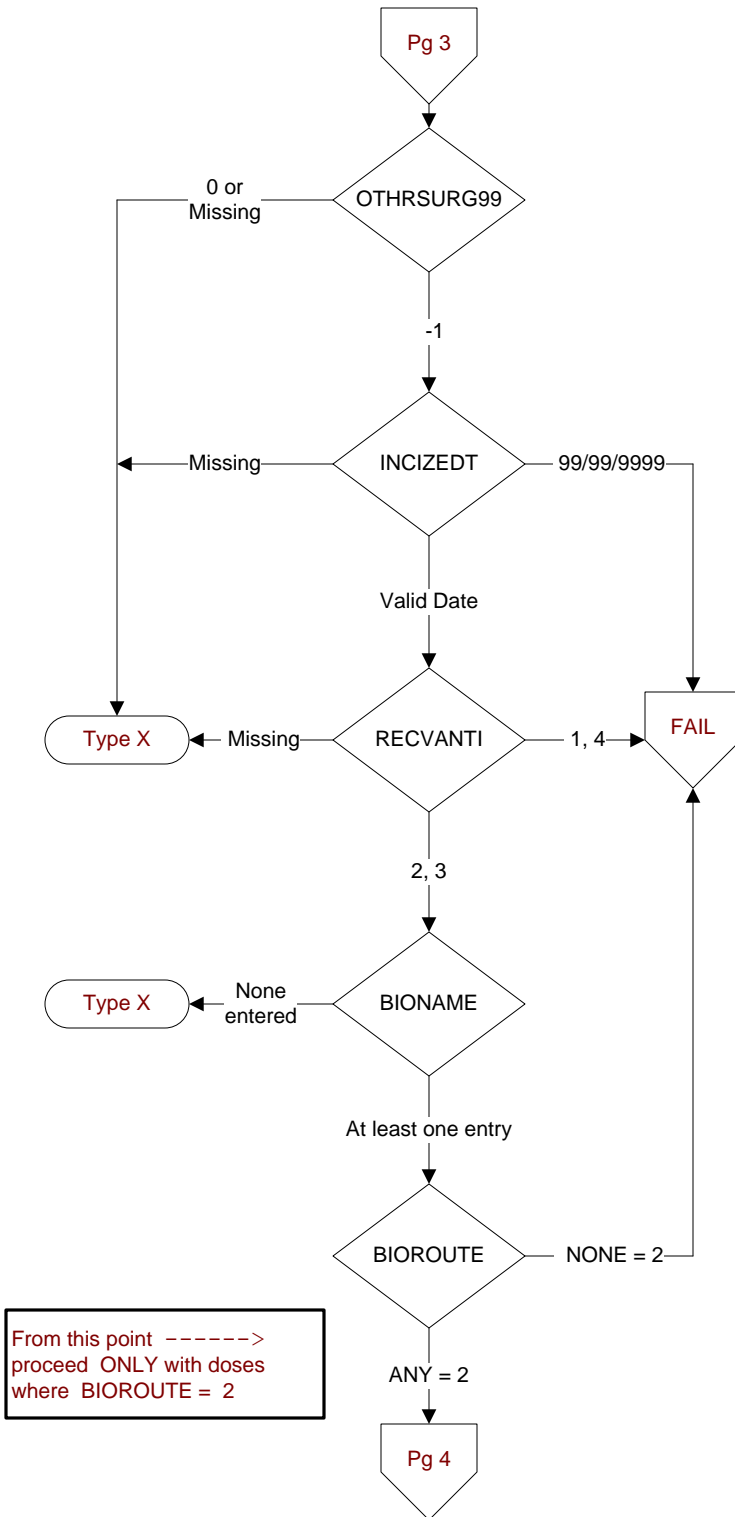 Pg 3
OTHRSURG99
0 or
Missing
-1
INCIZEDT
Missing
99/99/9999
Valid Date
RECVANTI
Type X
Missing
1, 4
FAIL
2, 3
BIONAME
Type X
None
entered
At least one entry
BIOROUTE
NONE = 2
From this point ------>
proceed ONLY with doses
where BIOROUTE = 2
ANY = 2
Pg 4